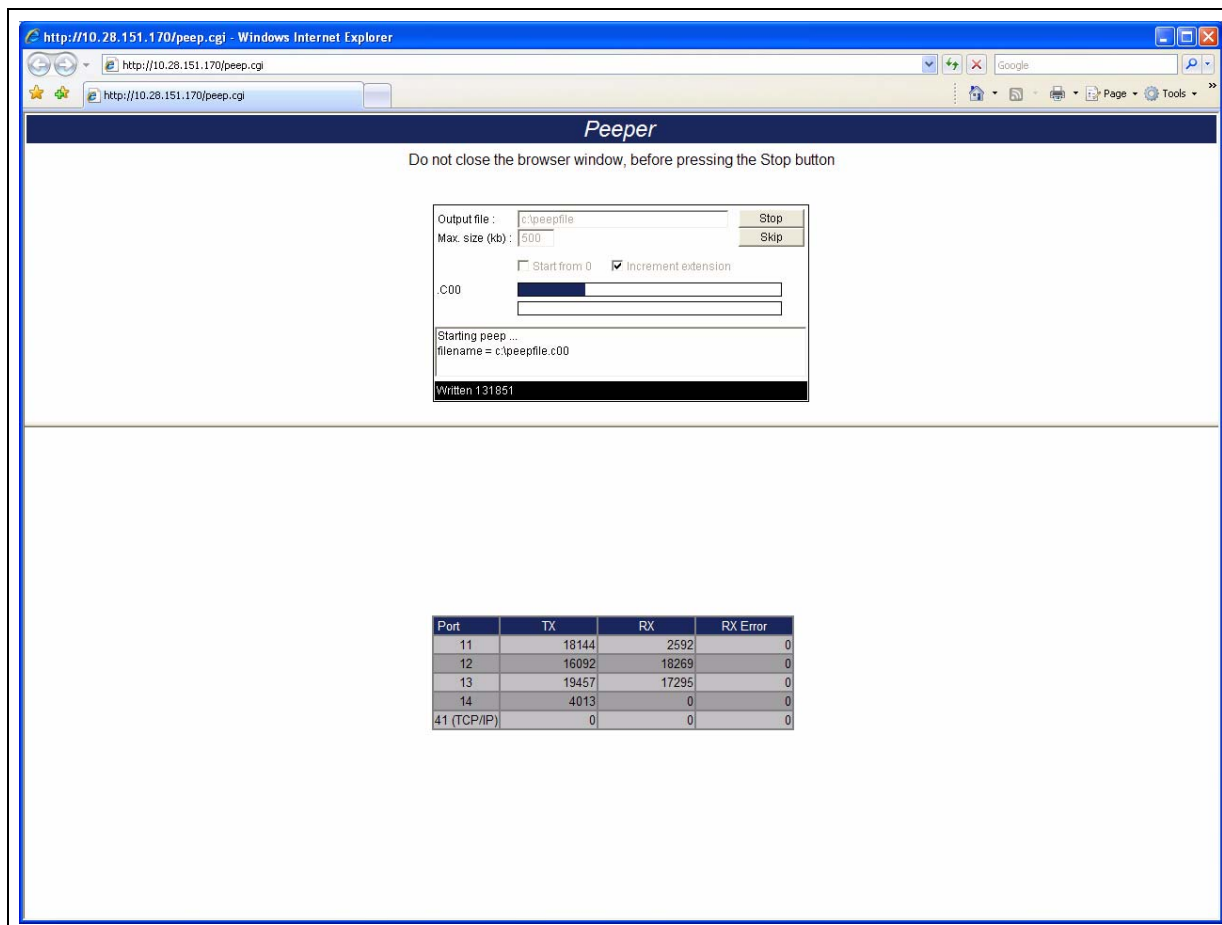 http://10.28.151.170/peep.cgi - Windows Internet Explorer
http://10.28.151.170/peep.cgi Google
http://10.28.151.170/peep.cgi Page Tools »
Peeper
Do not close the browser window, before pressing the Stop button
Output file : c:\peepfile Stop
Max. size (kb) : 500 Skip
Start from 0 Increment extension
.C00
Starting peep ...
filename = c:\peepfile.c00
Written 131851
Port TX RX RX Error
11 18144 2592 0
12 16092 18269 0
13 19457 17295 0
14 4013 0 0
41 (TCP/IP) 0 0 0